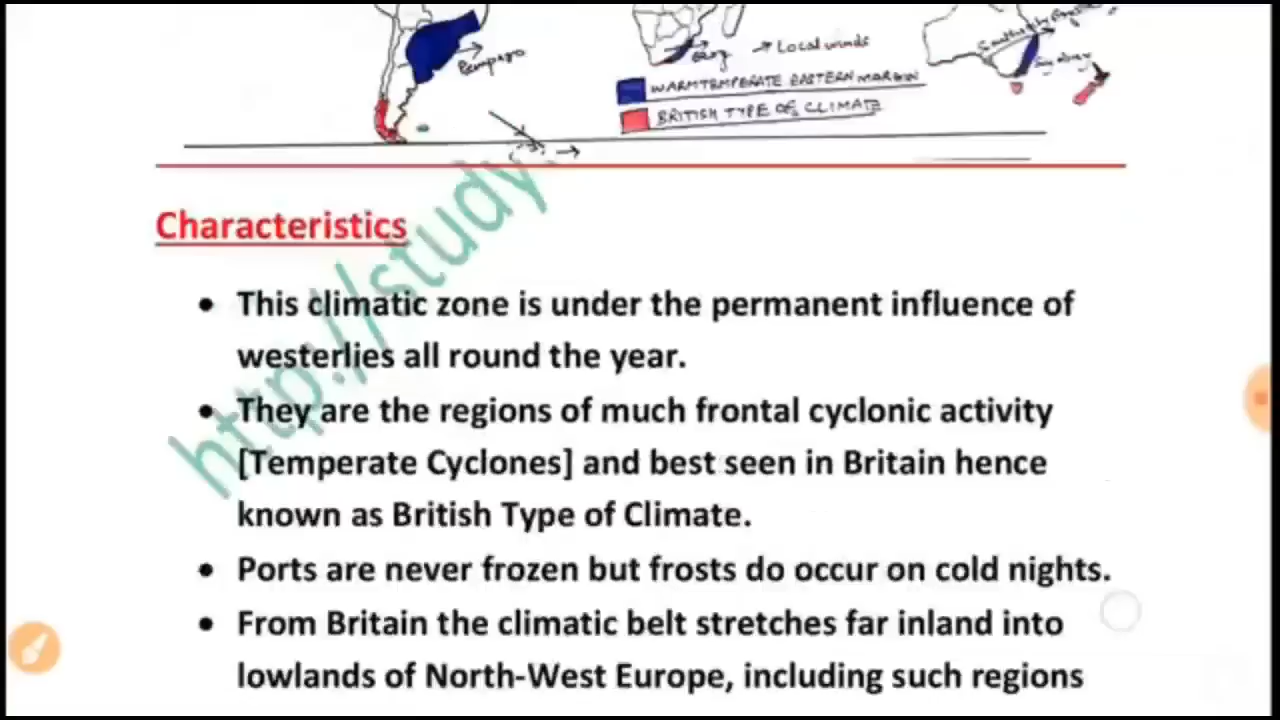 Pampero
Berg
→ Local winds
Southerly Burster
Sydney
WARM TEMPERATE EASTERN MARGIN
BRITISH TYPE OF CLIMATE
http://study
Characteristics
• This climatic zone is under the permanent influence of
westerlies all round the year.
• They are the regions of much frontal cyclonic activity
[Temperate Cyclones] and best seen in Britain hence
known as British Type of Climate.
• Ports are never frozen but frosts do occur on cold nights.
• From Britain the climatic belt stretches far inland into
lowlands of North-West Europe, including such regions